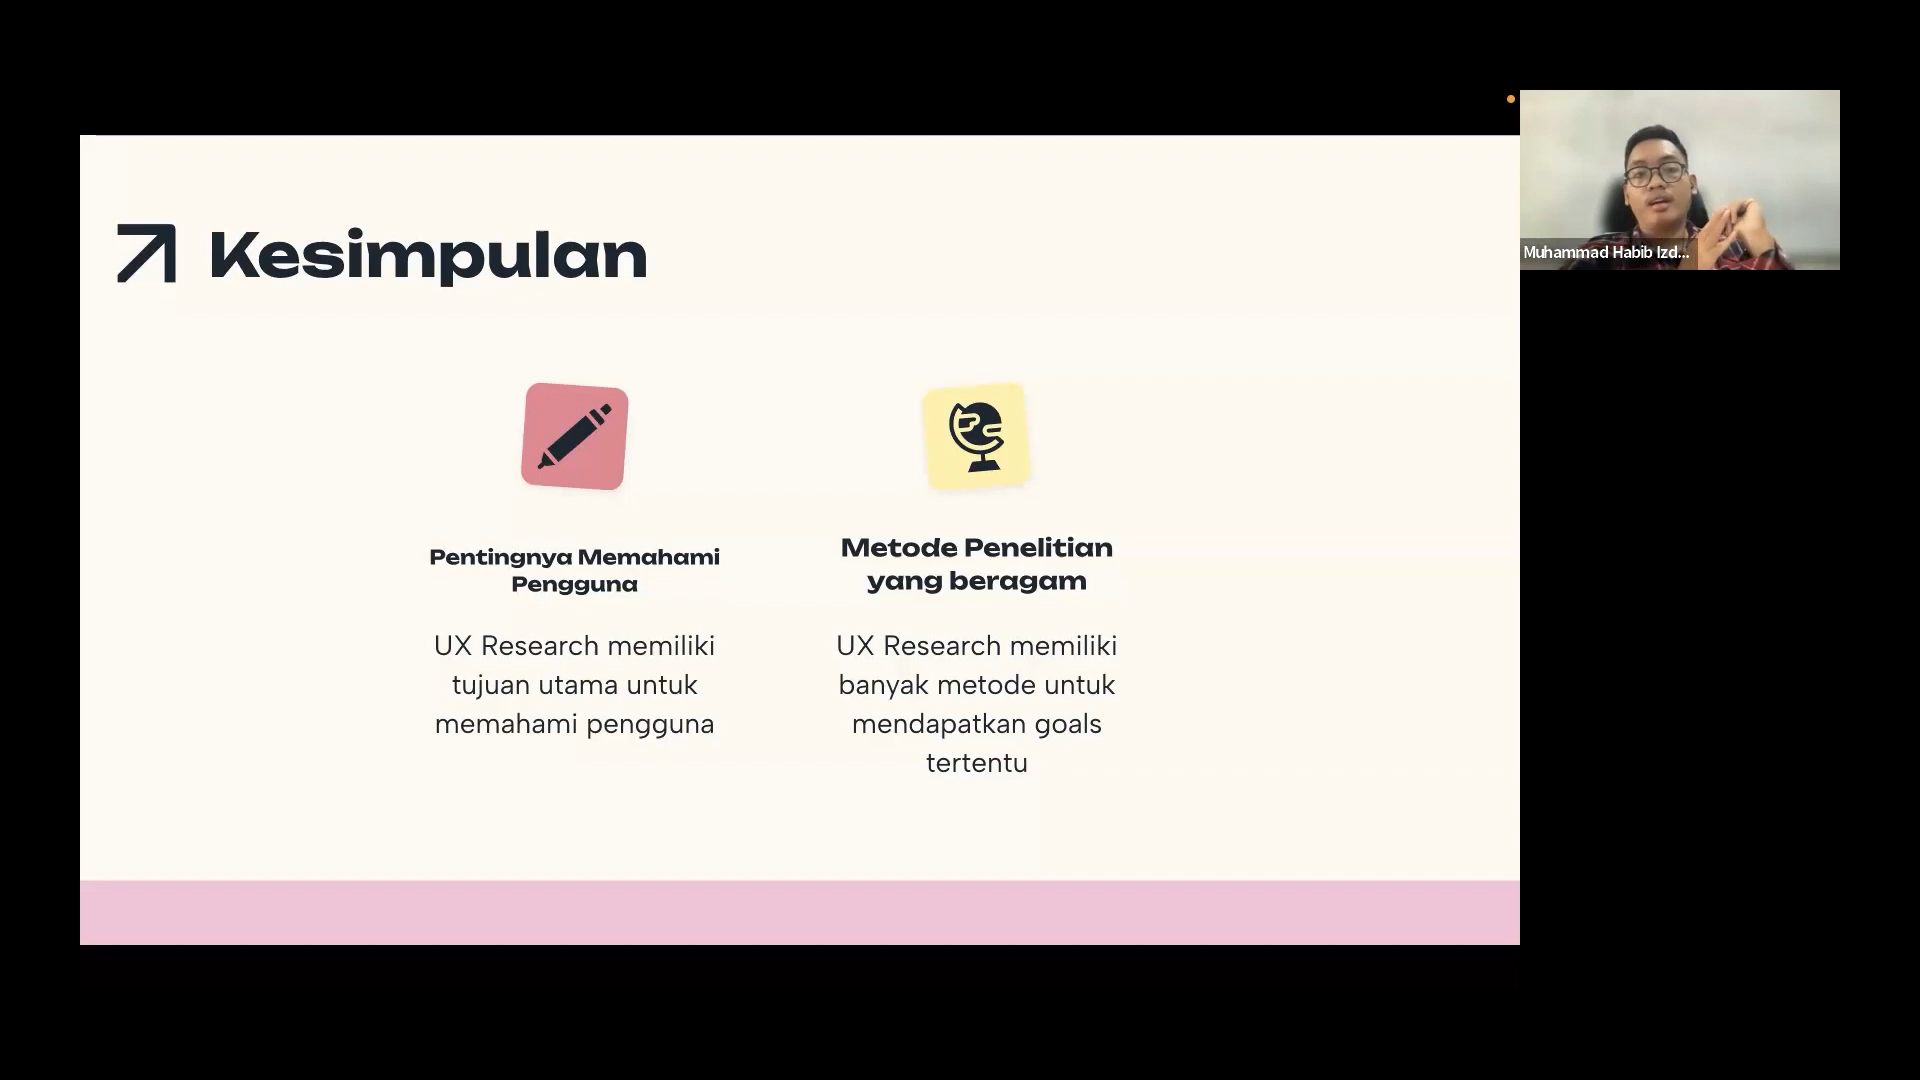 Kesimpulan
Pentingnya Memahami
Pengguna
UX Research memiliki
tujuan utama untuk
memahami pengguna
Metode Penelitian
yang beragam
UX Research memiliki
banyak metode untuk
mendapatkan goals
tertentu
Muhammad Habib Izd...